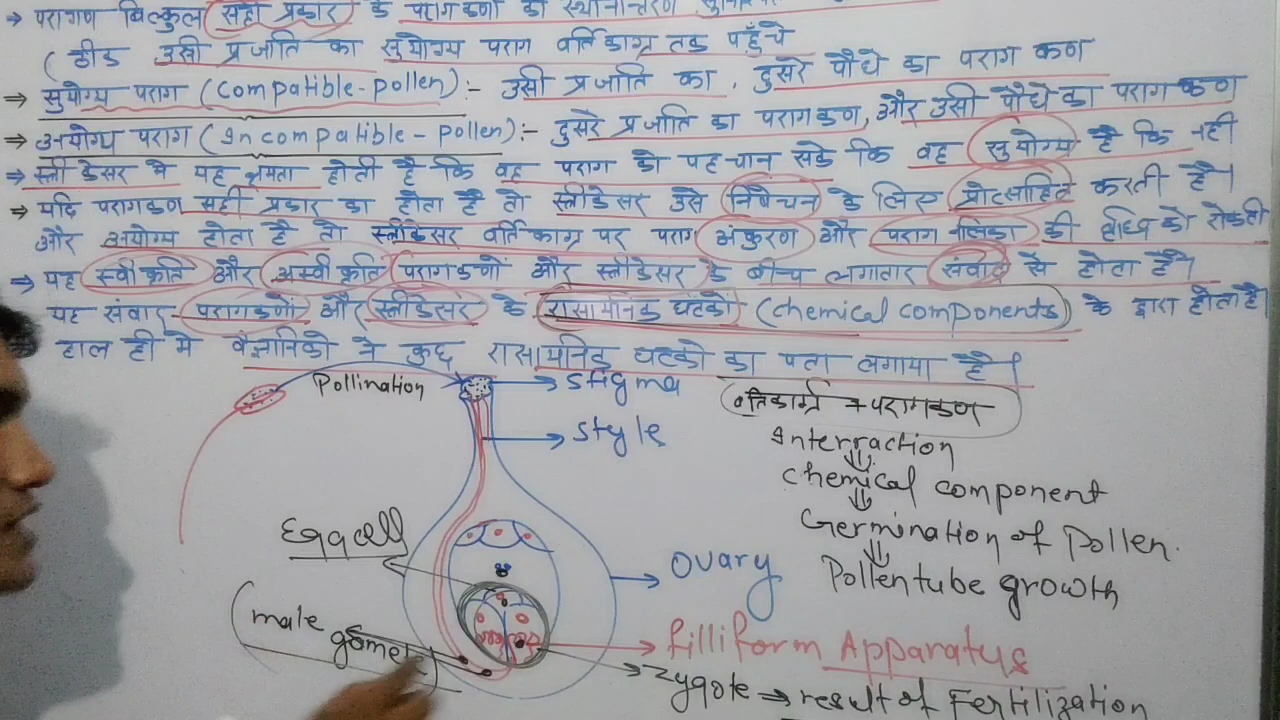 → परागण बिल्कुल सही प्रकार के परागकणों का स्थानान्तरण
( ठीक उसी प्रजाति का सुयोग्य पराग वर्तिकाग्र तक पहुँचे
⇒ सुयोग्य पराग (Compatible-pollen):- उसी प्रजाति का, दुसरे पौधे का पराग कण
⇒ अयोग्य पराग (Incompatible-pollen):- दुसरे प्रजाति का परागकण, और उसी पौधे का पराग कण
⇒ स्त्रीकेसर मे यह क्षमता होती है कि वह पराग को पहचान सके कि वह सुयोग्य है कि नही
⇒ यदि परागकण सही प्रकार का होता है तो स्त्रीकेसर उसे निषेचन के लिए प्रोत्साहित करती है।
और अयोग्य होता है तो स्त्रीकेसर वर्तिकाग्र पर पराग अंकुरण और पराग नलिका की वृध्दि को रोकती
⇒ यह स्वीकृति और अस्वीकृति परागकणों और स्त्रीकेसर के बीच लगातार संवाद से होता है।
यह संवाद परागकणों और स्त्रीकेसर के रासायनिक घटको (chemical components) के द्वारा होता है।
हाल ही मे वैज्ञानिको ने कुछ रासायनिक घटको का पता लगाया है।
Pollination
stigma
वर्तिकाग्र + परागकण
style
Interraction
chemical component
Germination of Pollen.
Egg cell
Ovary
Pollen tube growth
(male gamete)
filliform Apparatus
Zygote ⇒ result of Fertilization